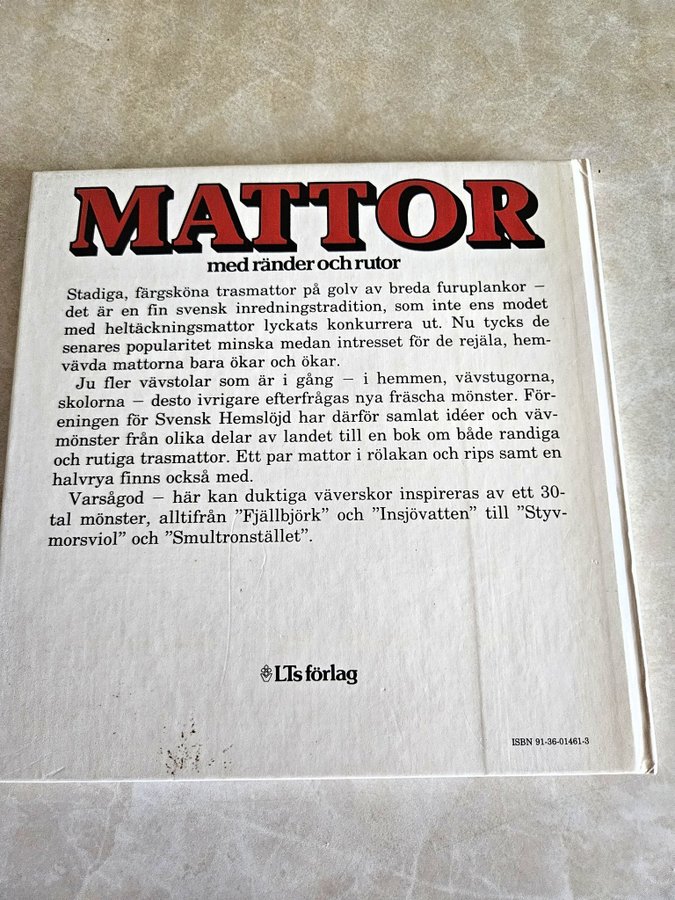 MATTOR
med ränder och rutor
Stadiga, färgsköna trasmattor på golv av breda furuplankor –
det är en fin svensk inredningstradition, som inte ens modet
med heltäckningsmattor lyckats konkurrera ut. Nu tycks de
senares popularitet minska medan intresset för de rejäla, hem-
vävda mattorna bara ökar och ökar.
Ju fler vävstolar som är i gång – i hemmen, vävstugorna,
skolorna – desto ivrigare efterfrågas nya fräscha mönster. För-
eningen för Svensk Hemslöjd har därför samlat idéer och väv-
mönster från olika delar av landet till en bok om både randiga
och rutiga trasmattor. Ett par mattor i rölakan och rips samt en
halvrya finns också med.
Varsågod – här kan duktiga väverskor inspireras av ett 30-
tal mönster, alltifrån ”Fjällbjörk” och ”Insjövatten” till ”Styv-
morsviol” och ”Smultronstället”.
LTs förlag
ISBN 91-36-01461-3